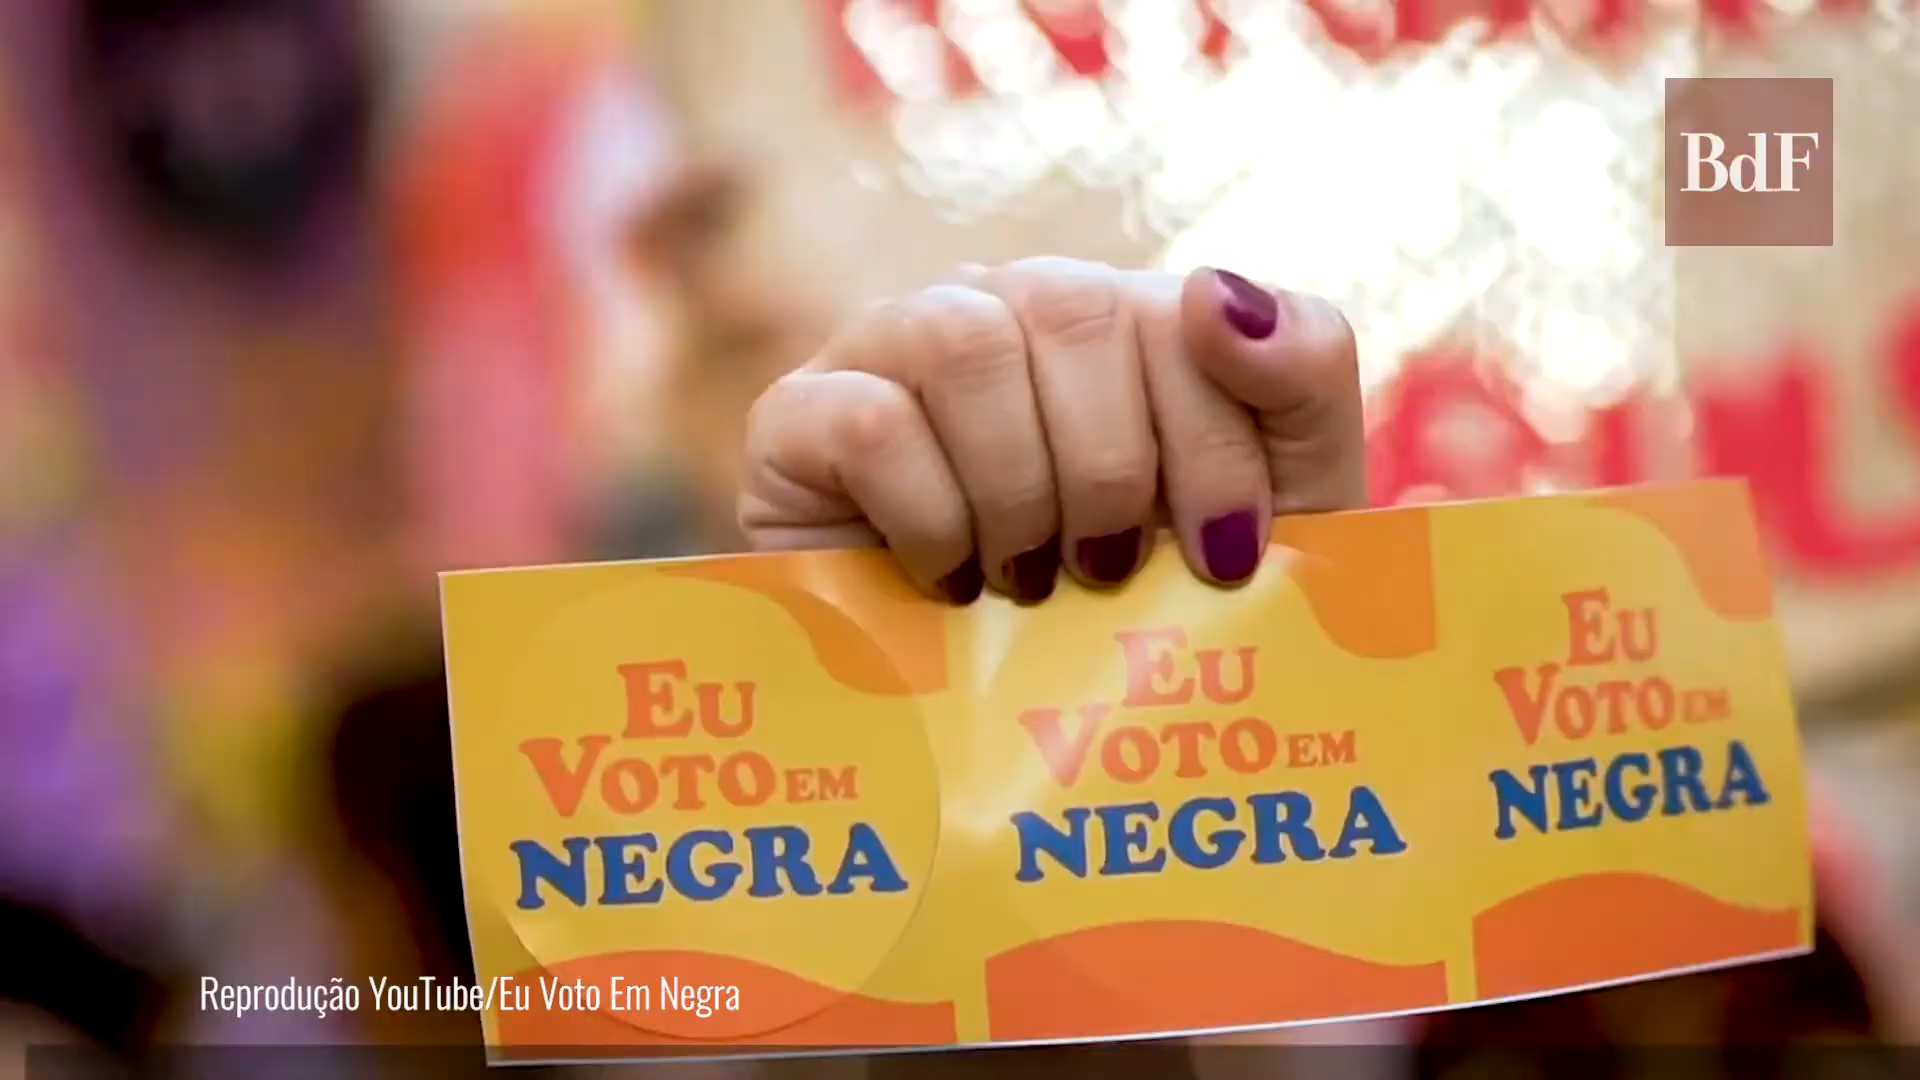 BdF
EU
VOTO EM
NEGRA
EU
VOTO EM
NEGRA
EU
VOTO EM
NEGRA
Reprodução YouTube/Eu Voto Em Negra